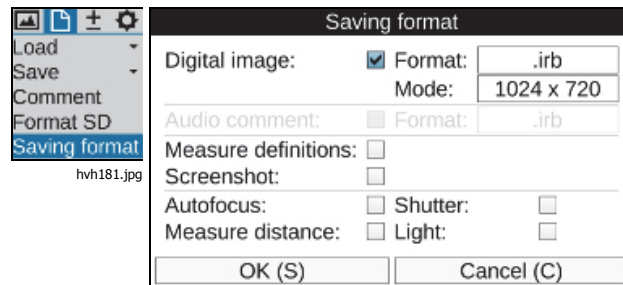 Load
Save
Comment
Format SD
Saving format
hvh181.jpg
Saving format
Digital image: Format: .irb
Mode: 1024 x 720
Audio comment: Format: .irb
Measure definitions:
Screenshot:
Autofocus: Shutter:
Measure distance: Light:
OK (S) Cancel (C)